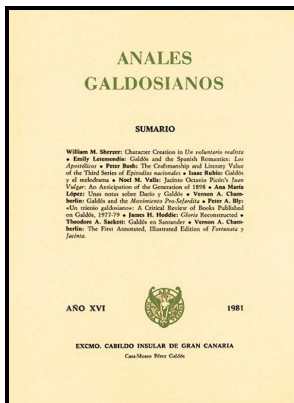 ANALES
GALDOSIANOS
SUMARIO
William M. Sherzer: Character Creation in Un voluntario realista
• Emily Letemendia: Galdós and the Spanish Romantics: Los
Apostólicos • Peter Bush: The Craftmanship and Literary Value
of the Third Series of Episodios nacionales • Isaac Rubio: Galdós
y el melodrama • Noel M. Valis: Jacinto Octavio Picón's Juan
Vulgar: An Anticipation of the Generation of 1898 • Ana María
López: Unas notas sobre Darío y Galdós • Vernon A. Cham-
berlin: Galdós and the Movimiento Pro-Sefardita • Peter A. Bly:
«Un trienio galdosiano»: A Critical Review of Books Published
on Galdós, 1977-79 • James H. Hoddie: Gloria Reconstructed •
Theodore A. Sackett: Galdós en Santander • Vernon A. Cham-
berlin: The First Annotated, Illustrated Edition of Fortunata y
Jacinta.
AÑO XVI
1981
EXCMO. CABILDO INSULAR DE GRAN CANARIA
Casa-Museo Pérez Galdós